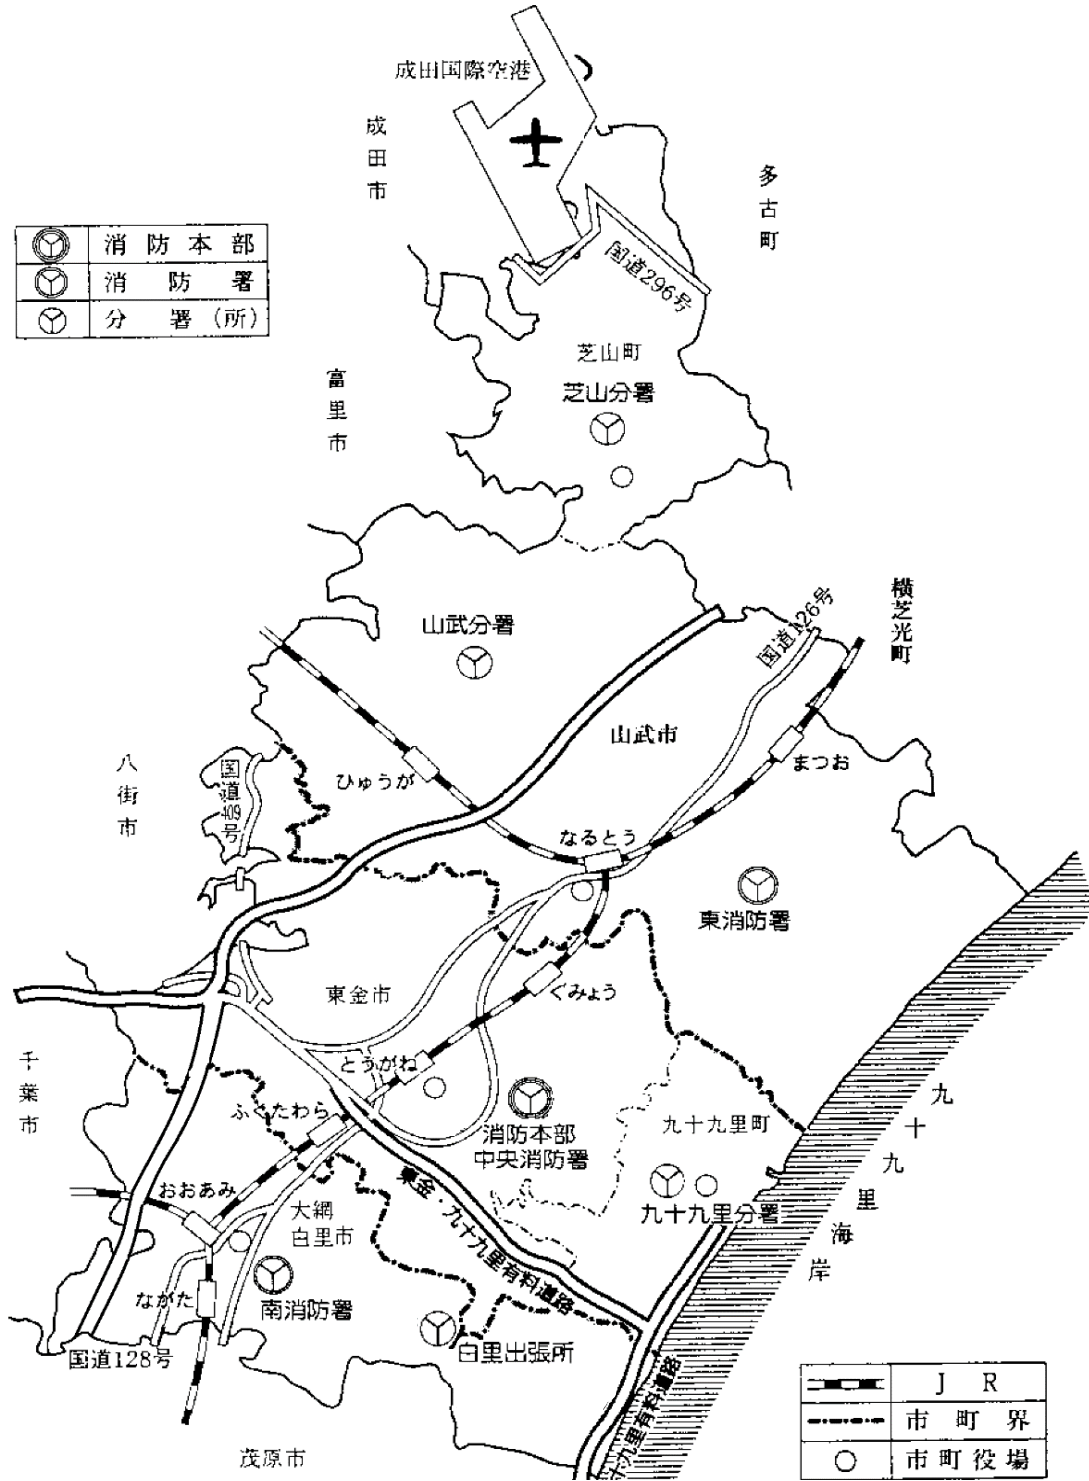 成田国際空港
成田市
多古町
消防本部
消防署
分署(所)
国道296号
芝山町
芝山分署
富里市
横芝光町
国道126号
山武分署
山武市
まつお
ひゅうが
八街市
国道409号
なるとう
東消防署
東金市
ぐみょう
とうがね
千葉市
ふくたわら
消防本部
中央消防署
九十九里町
九十九里海岸
おおあみ
大網
白里市
東金・九十九里有料道路
九十九里分署
ながた
南消防署
白里出張所
国道128号
十九里有料道路
茂原市
JR
市町界
市町役場